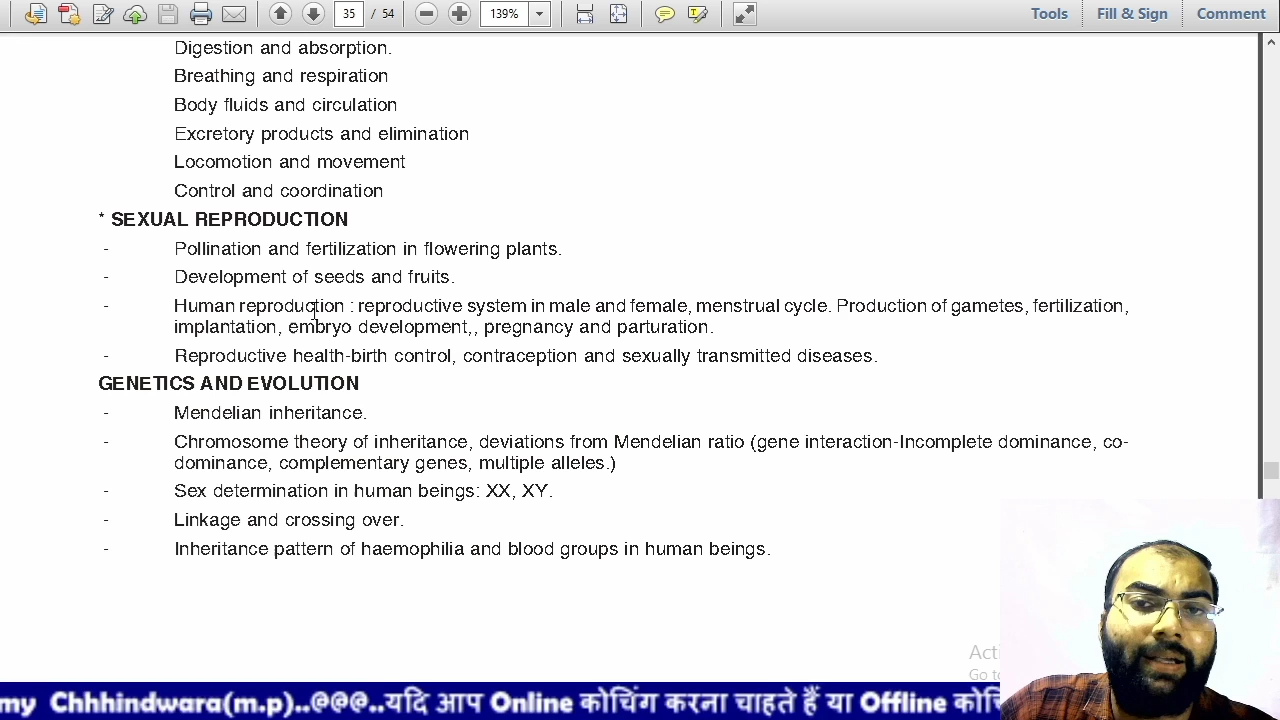 35 / 54 139% Tools Fill & Sign Comment
Digestion and absorption.
Breathing and respiration
Body fluids and circulation
Excretory products and elimination
Locomotion and movement
Control and coordination
* SEXUAL REPRODUCTION
- Pollination and fertilization in flowering plants.
- Development of seeds and fruits.
- Human reproduction : reproductive system in male and female, menstrual cycle. Production of gametes, fertilization,
implantation, embryo development,, pregnancy and parturation.
- Reproductive health-birth control, contraception and sexually transmitted diseases.
GENETICS AND EVOLUTION
- Mendelian inheritance.
- Chromosome theory of inheritance, deviations from Mendelian ratio (gene interaction-Incomplete dominance, co-
dominance, complementary genes, multiple alleles.)
- Sex determination in human beings: XX, XY.
- Linkage and crossing over.
- Inheritance pattern of haemophilia and blood groups in human beings.
Acti
Go to
my Chhhindwara(m.p)..@@@..यदि आप Online कोचिंग करना चाहते हैं या Offline कोचि